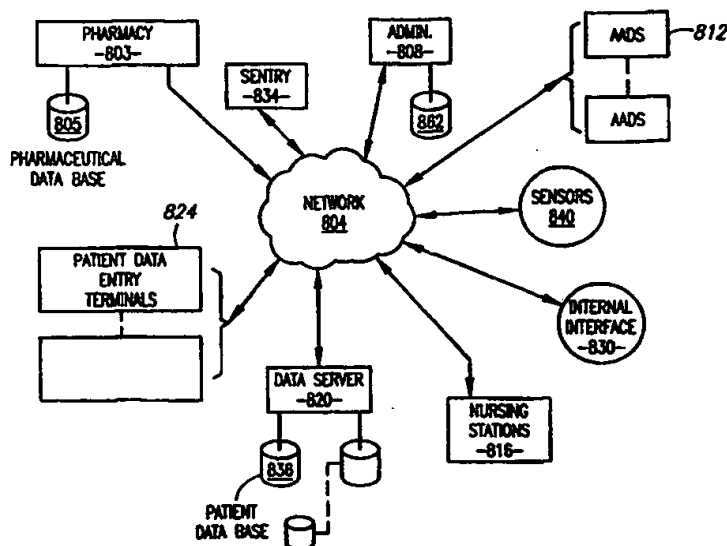 PHARMACY
-803-
805
PHARMACEUTICAL
DATA BASE
SENTRY
-834-
ADMIN.
-808-
862
AADS
812
AADS
NETWORK
804
SENSORS
840
INTERNAL
INTERFACE
-830-
824
PATIENT DATA
ENTRY
TERMINALS
DATA SERVER
-820-
838
PATIENT
DATA BASE
NURSING
STATIONS
-816-